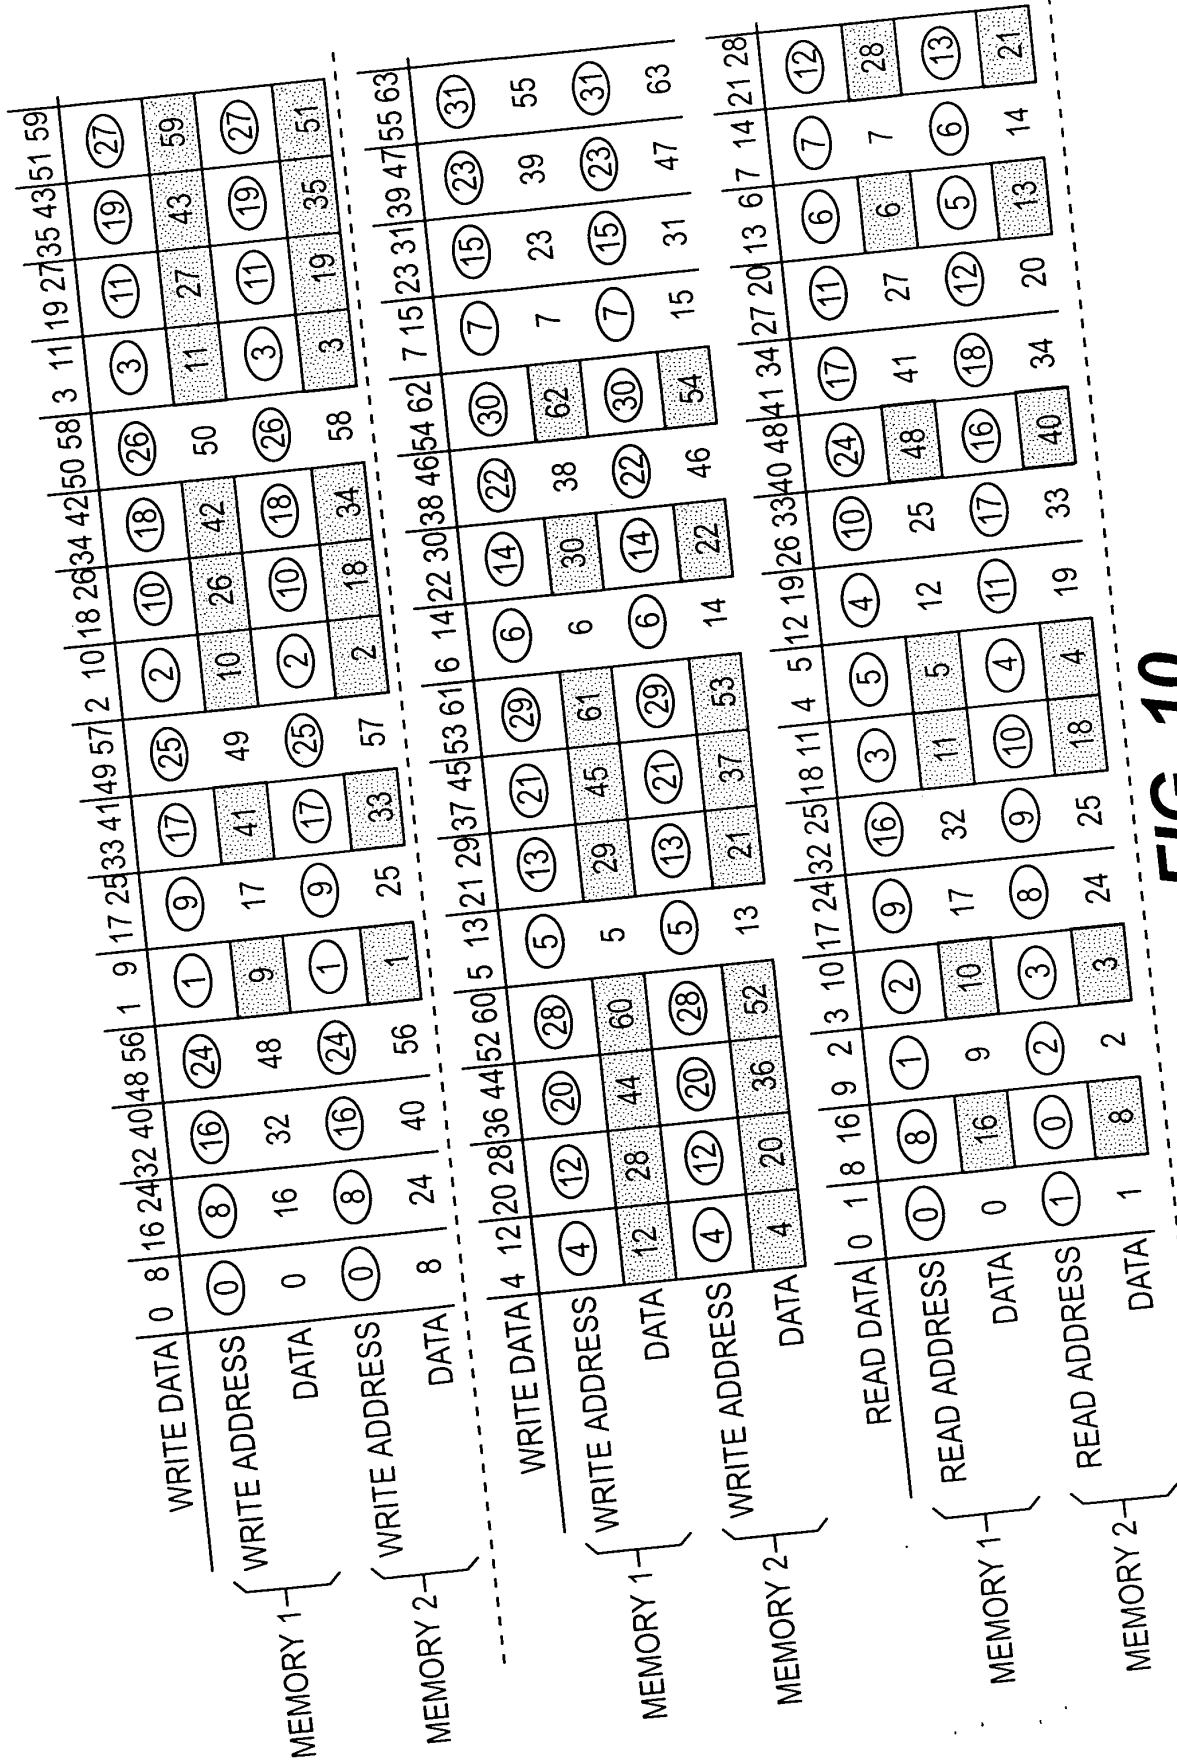 WRITE DATA 0 8 16 24 32 40 48 56 1 9 17 25 33 41 49 57 2 10 18 26 34 42 50 58 3 11 19 27 35 43 51 59
MEMORY 1 WRITE ADDRESS 0 8 16 24 1 9 17 25 2 10 18 26 3 11 19 27
DATA 0 16 32 48 9 17 41 49 10 26 42 50 11 27 43 59
MEMORY 2 WRITE ADDRESS 0 8 16 24 1 9 17 25 2 10 18 26 3 11 19 27
DATA 8 24 40 56 1 25 33 57 2 18 34 58 3 19 35 51
WRITE DATA 4 12 20 28 36 44 52 60 5 13 21 29 37 45 53 61 6 14 22 30 38 46 54 62 7 15 23 31 39 47 55 63
MEMORY 1 WRITE ADDRESS 4 12 20 28 5 13 21 29 6 14 22 30 7 15 23 31
DATA 12 28 44 60 5 29 45 61 6 30 38 62 7 23 39 55
MEMORY 2 WRITE ADDRESS 4 12 20 28 5 13 21 29 6 14 22 30 7 15 23 31
DATA 4 20 36 52 13 21 37 53 14 22 46 54 15 31 47 63
READ DATA 0 1 8 16 9 2 3 10 17 24 32 25 18 11 4 5 12 19 26 33 40 48 41 34 27 20 13 6 7 14 21 28
MEMORY 1 READ ADDRESS 0 8 1 2 9 16 3 5 4 10 24 17 11 6 7 12
DATA 0 16 9 10 17 32 11 5 12 25 48 41 27 6 7 28
MEMORY 2 READ ADDRESS 1 0 2 3 8 9 10 4 11 17 16 18 12 5 6 13
DATA 1 8 2 3 24 25 18 4 19 33 40 34 20 13 14 21
FIG. 10